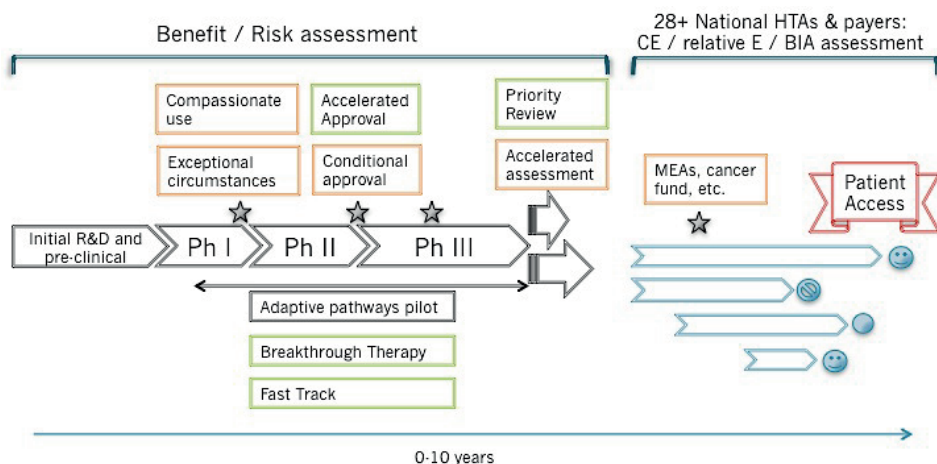 Benefit / Risk assessment
28+ National HTAs & payers:
CE / relative E / BIA assessment
Compassionate
use
Accelerated
Approval
Priority
Review
Exceptional
circumstances
Conditional
approval
Accelerated
assessment
MEAs, cancer
fund, etc.
Patient
Access
Initial R&D and
pre-clinical
Ph I
Ph II
Ph III
Adaptive pathways pilot
Breakthrough Therapy
Fast Track
0-10 years